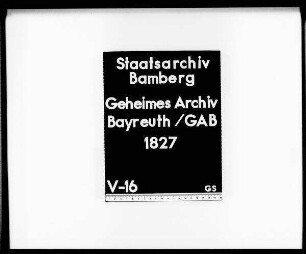 Staatsarchiv
Bamberg
Geheimes Archiv
Bayreuth /GAB
1827
V-16 GS